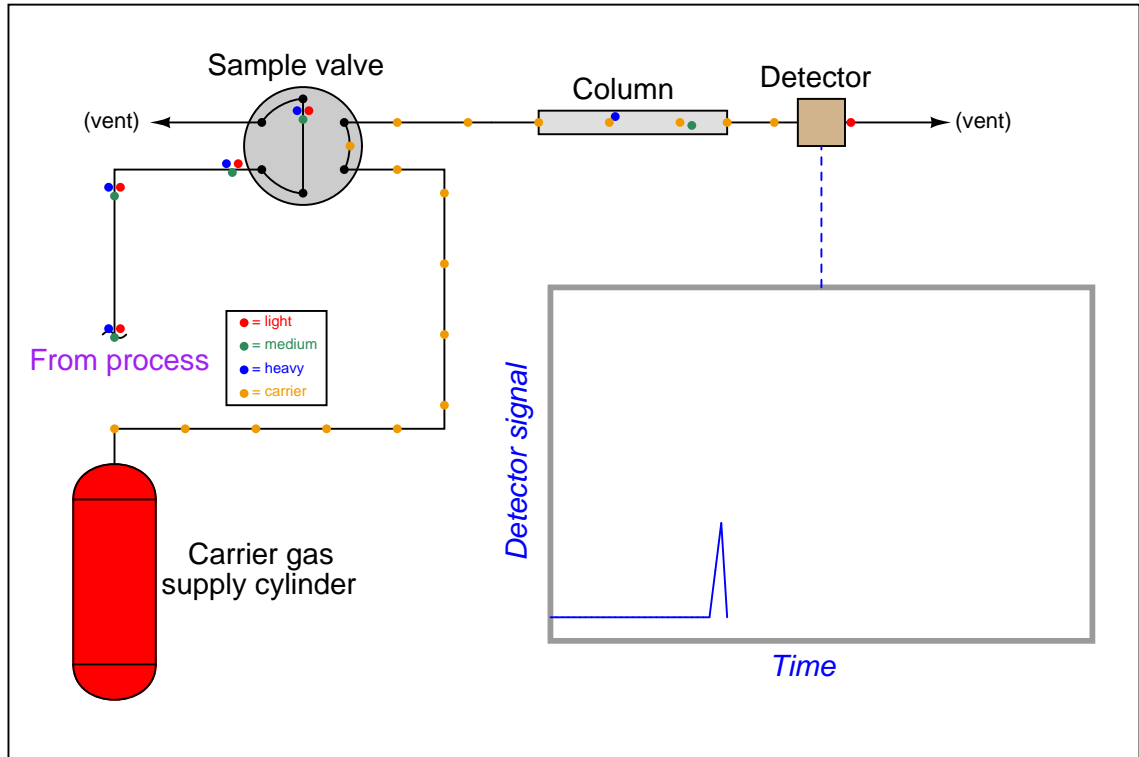 Sample valve
Column
Detector
(vent)
(vent)
= light
= medium
= heavy
= carrier
From process
Detector signal
Carrier gas
supply cylinder
Time